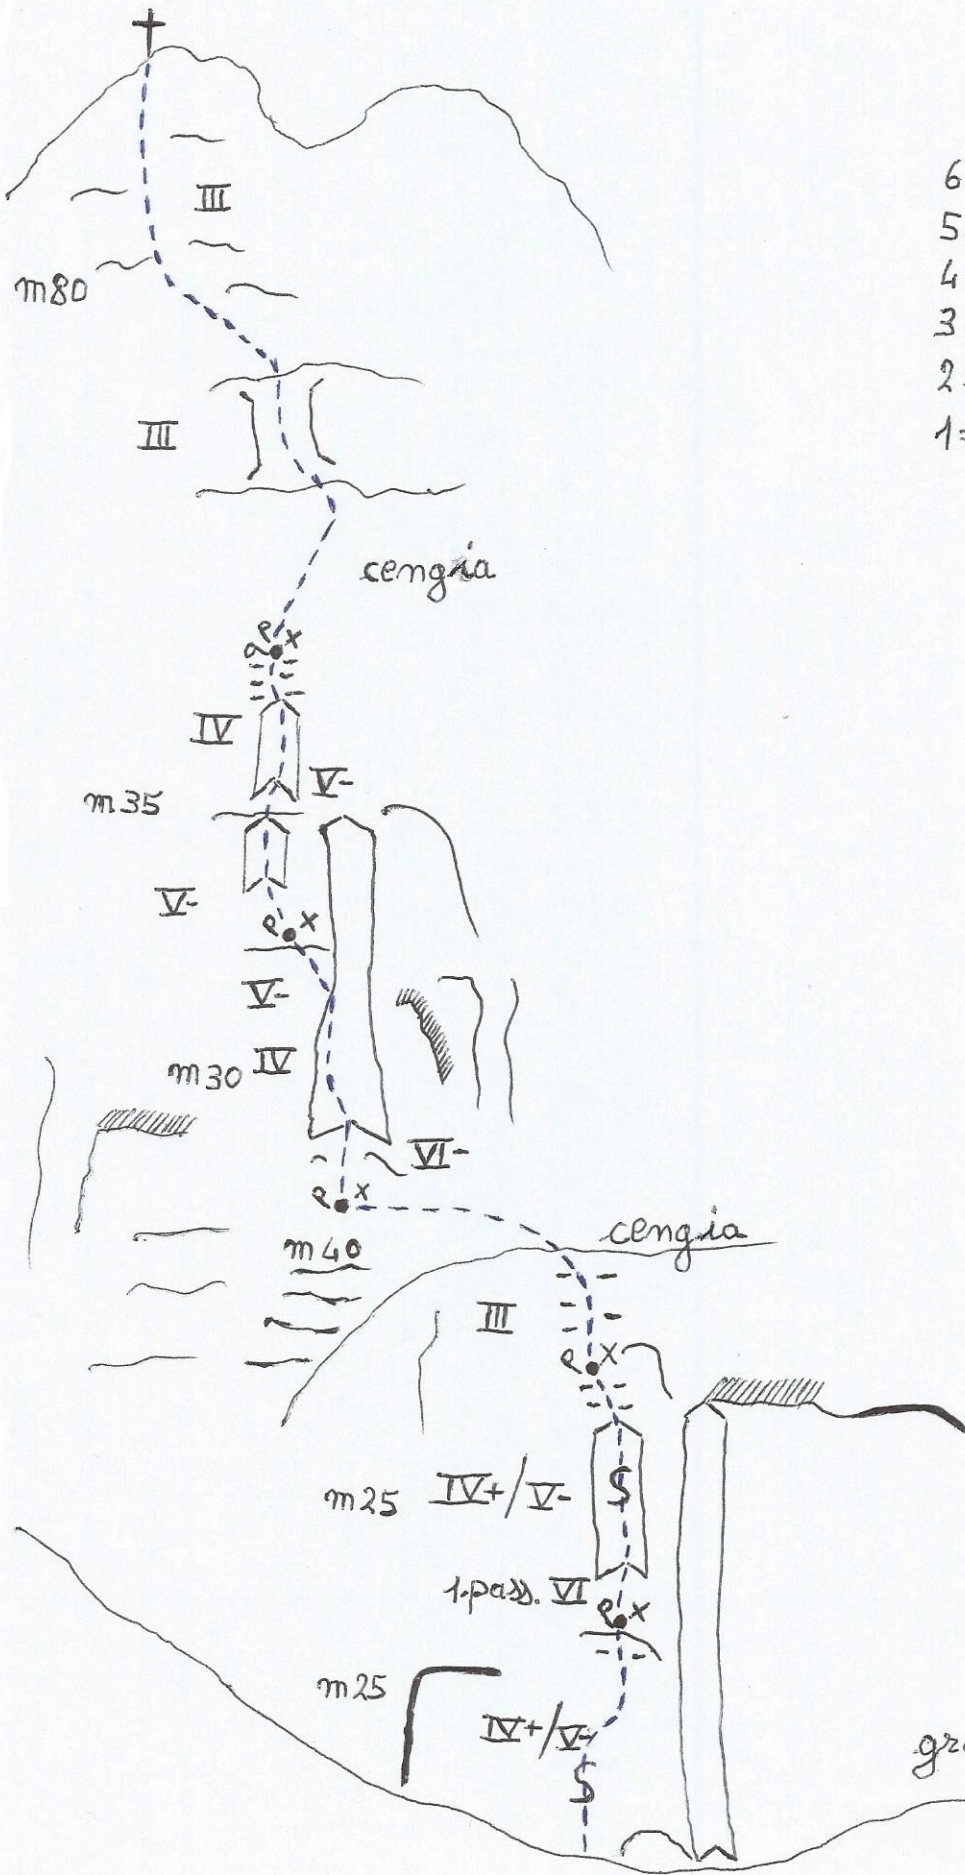 III
m80
6
5
4
3
2.
1=
III
cengia
x
IV
V-
m35
V-
x
V-
m30 IV
VI-
x
cengia
m40
III
x
m25 IV+/V- S
1.pass. VI
x
m25
IV+/V-
S